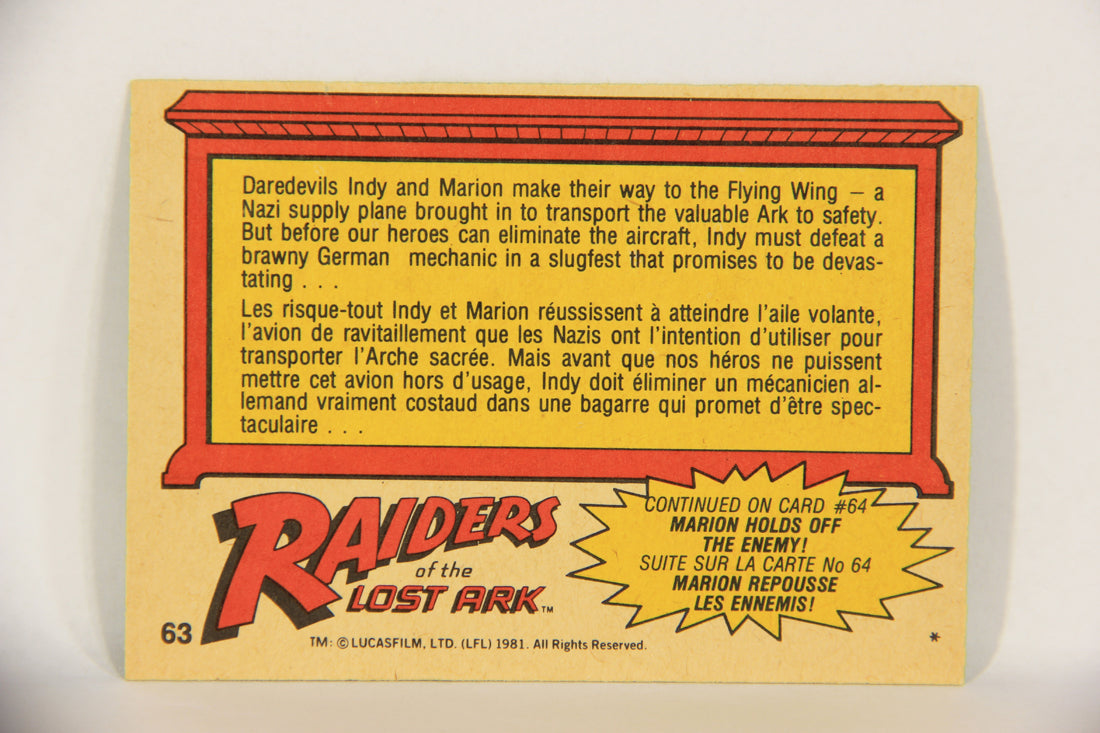 Daredevils Indy and Marion make their way to the Flying Wing — a
Nazi supply plane brought in to transport the valuable Ark to safety.
But before our heroes can eliminate the aircraft, Indy must defeat a
brawny German mechanic in a slugfest that promises to be devas-
tating . . .
Les risque-tout Indy et Marion réussissent à atteindre l'aile volante,
l'avion de ravitaillement que les Nazis ont l'intention d'utiliser pour
transporter l'Arche sacrée. Mais avant que nos héros ne puissent
mettre cet avion hors d'usage, Indy doit éliminer un mécanicien al-
lemand vraiment costaud dans une bagarre qui promet d'être spec-
taculaire . . .
RAIDERS
of the
LOST ARK™
CONTINUED ON CARD #64
MARION HOLDS OFF
THE ENEMY!
SUITE SUR LA CARTE No 64
MARION REPOUSSE
LES ENNEMIS!
63
TM: © LUCASFILM, LTD. (LFL) 1981. All Rights Reserved.
*